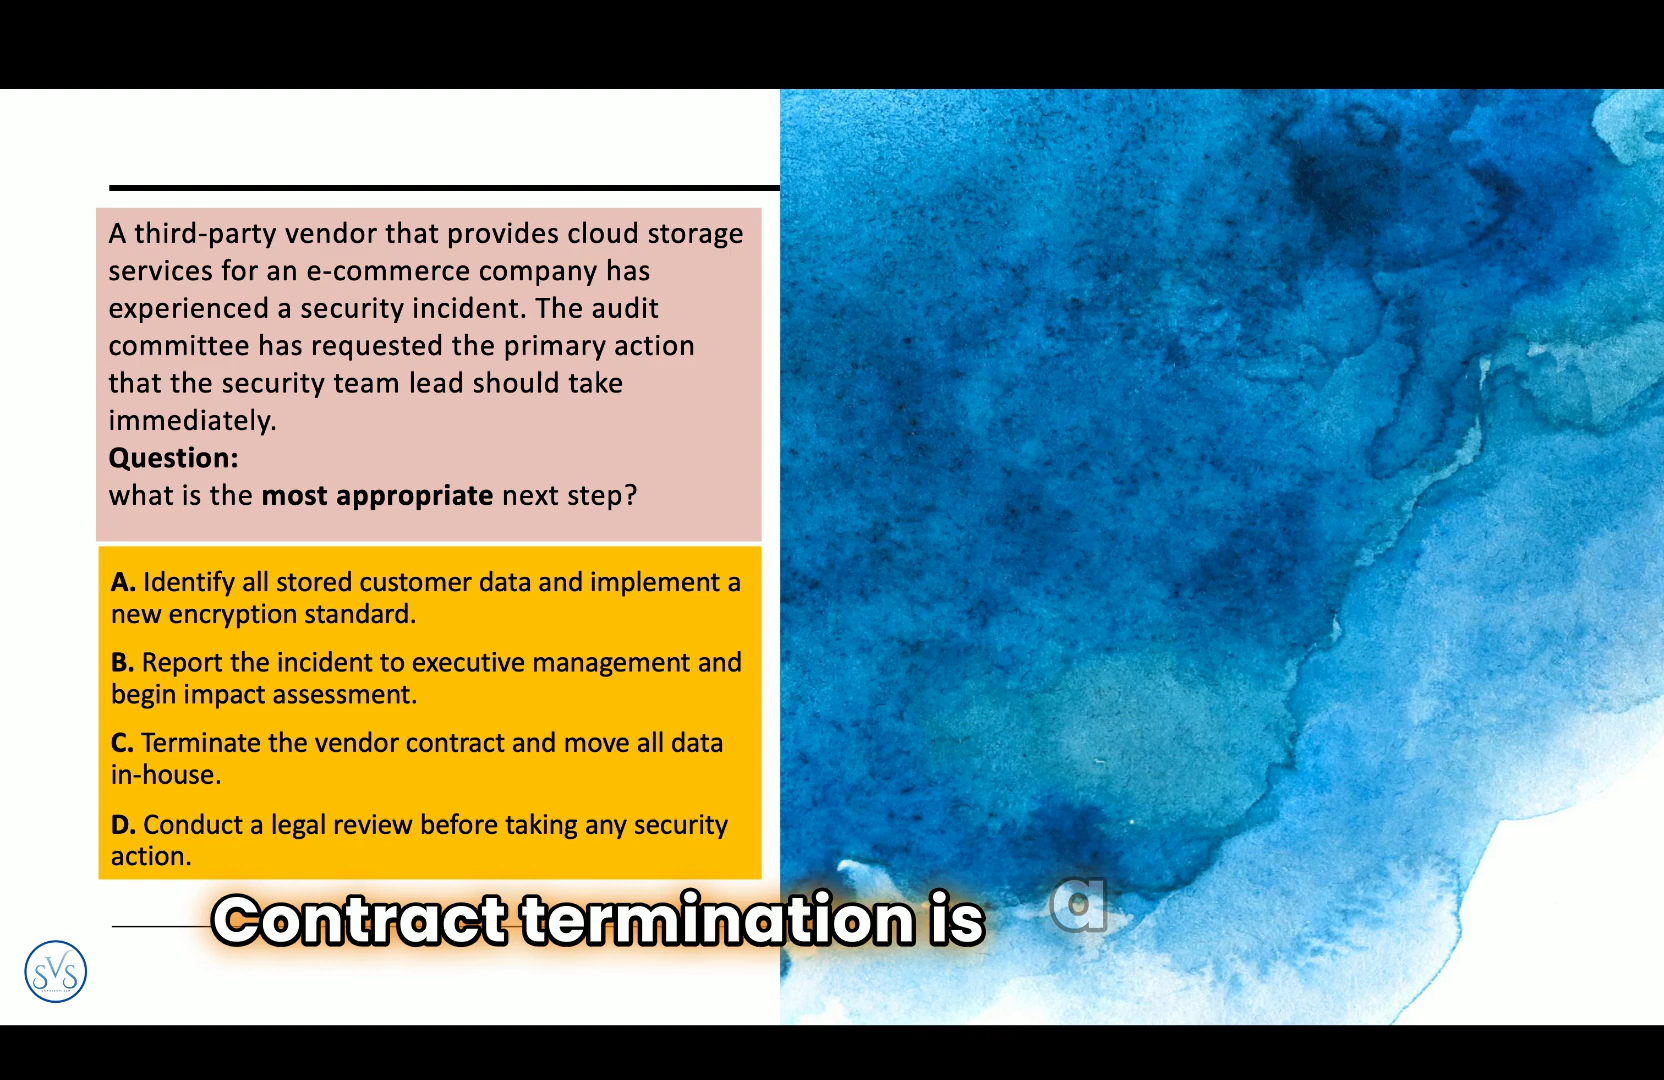 A third-party vendor that provides cloud storage
services for an e-commerce company has
experienced a security incident. The audit
committee has requested the primary action
that the security team lead should take
immediately.
Question:
what is the most appropriate next step?
A. Identify all stored customer data and implement a
new encryption standard.
B. Report the incident to executive management and
begin impact assessment.
C. Terminate the vendor contract and move all data
in-house.
D. Conduct a legal review before taking any security
action.
Contract termination is a
SVS